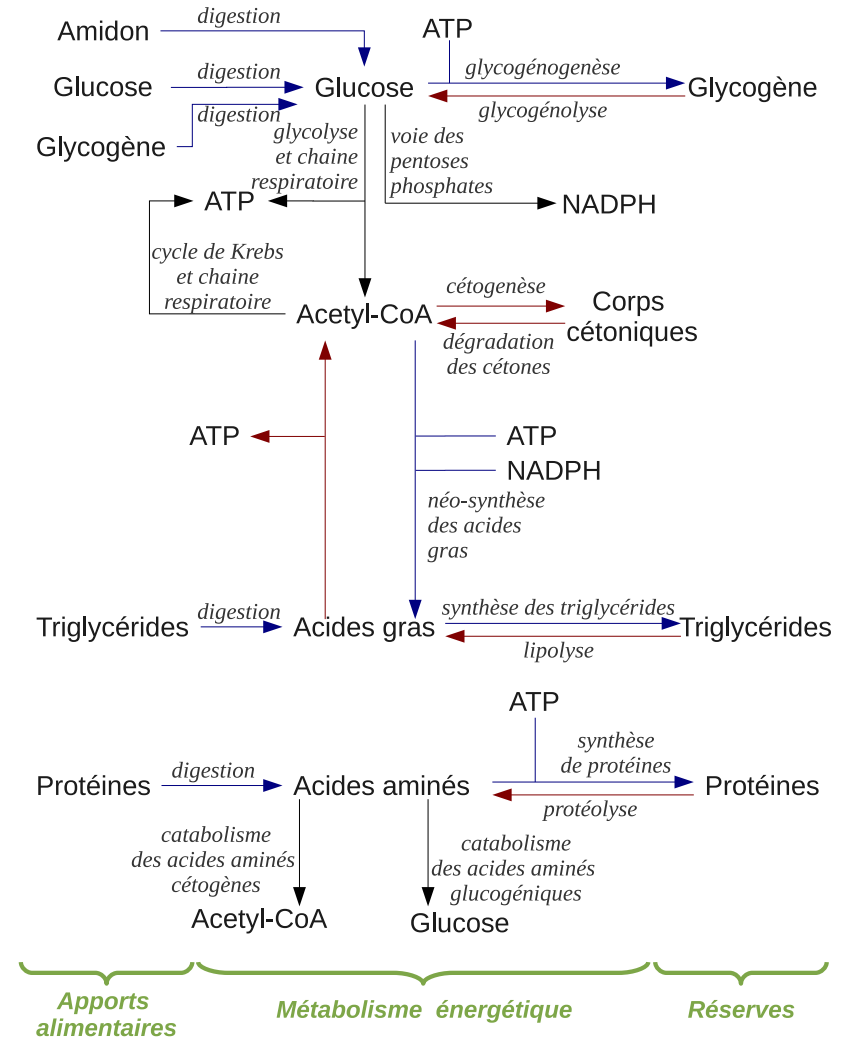 Amidon
digestion
ATP
Glucose
digestion
Glucose
glycogénogenèse
Glycogène
glycogénolyse
Glycogène
digestion
glycolyse
et chaine
respiratoire
voie des
pentoses
phosphates
ATP
NADPH
cycle de Krebs
et chaine
respiratoire
Acetyl-CoA
cétogenèse
Corps
cétoniques
dégradation
des cétones
ATP
ATP
NADPH
néo-synthèse
des acides
gras
Triglycérides
digestion
Acides gras
synthèse des triglycérides
Triglycérides
lipolyse
ATP
Protéines
digestion
Acides aminés
synthèse
de protéines
Protéines
protéolyse
catabolisme
des acides aminés
cétogènes
catabolisme
des acides aminés
glucogéniques
Acetyl-CoA
Glucose
Apports
alimentaires
Métabolisme énergétique
Réserves